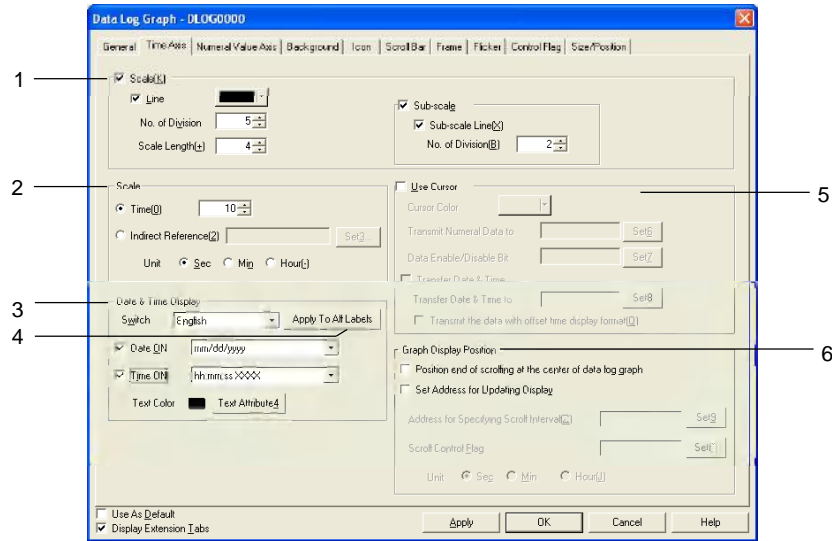 Data Log Graph - DLOG0000
General Time Axis Numeral Value Axis Background Icon Scroll Bar Frame Flicker Control Flag Size/Position
1
Scale(K)
Line
No. of Division 5
Scale Length(+) 4
Sub-scale
Sub-scale Line(X)
No. of Division(B) 2
2
Scale
Time(0) 10
Indirect Reference(2) Set3...
Unit Sec Min Hour(-)
3
Date & Time Display
Switch English Apply To All Labels
4
Date ON mm/dd/yyyy
Time ON hh:mm:ss XXXX
Text Color Text Attribute4
Use Cursor
5
Cursor Color
Transmit Numeral Data to Set6
Data Enable/Disable Bit Set7
Transfer Date & Time
Transfer Date & Time to Set8
Transmit the data with offset time display format(O)
Graph Display Position
6
Position end of scrolling at the center of data log graph
Set Address for Updating Display
Address for Specifying Scroll Interval Set9
Scroll Control Flag
Unit Sec Min Hour(J)
Use As Default
Display Extension Tabs
Apply OK Cancel Help